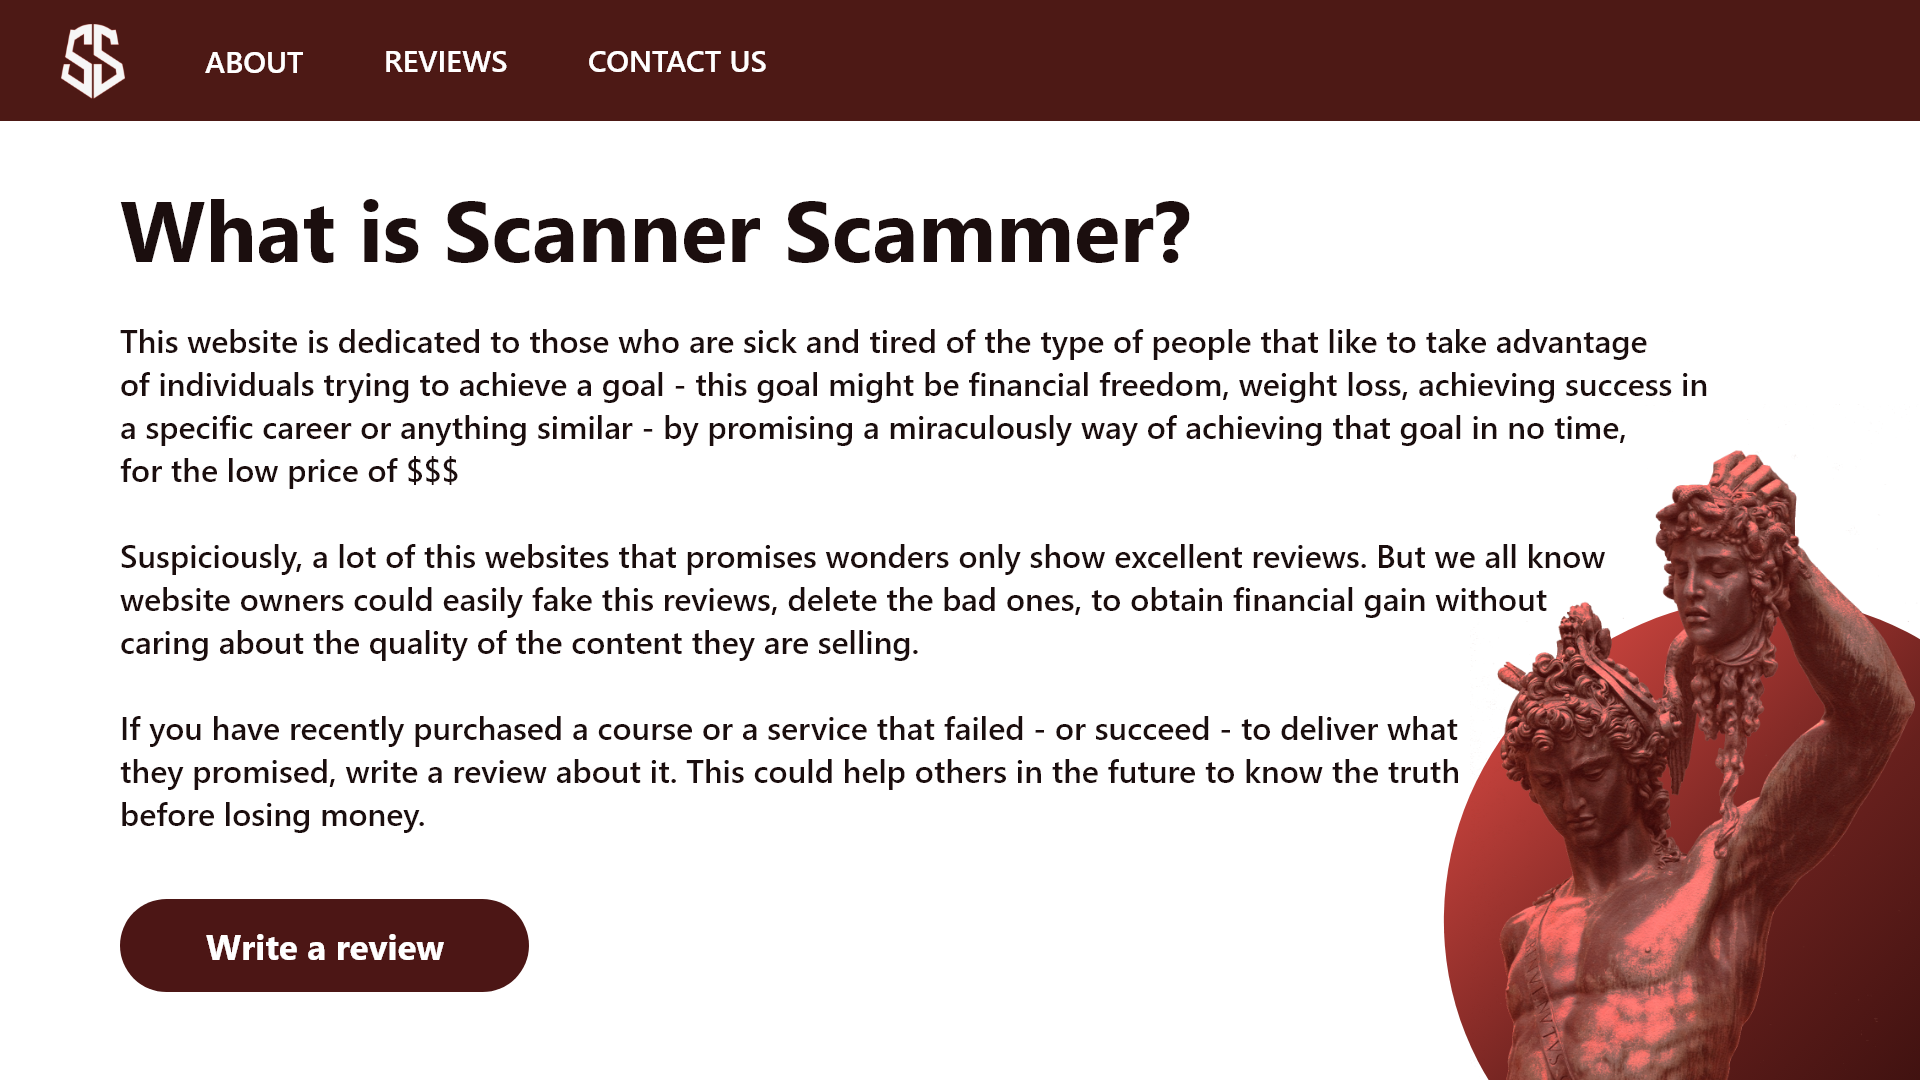 SS
ABOUT
REVIEWS
CONTACT US
What is Scanner Scammer?
This website is dedicated to those who are sick and tired of the type of people that like to take advantage
of individuals trying to achieve a goal - this goal might be financial freedom, weight loss, achieving success in
a specific career or anything similar - by promising a miraculously way of achieving that goal in no time,
for the low price of $$$
Suspiciously, a lot of this websites that promises wonders only show excellent reviews. But we all know
website owners could easily fake this reviews, delete the bad ones, to obtain financial gain without
caring about the quality of the content they are selling.
If you have recently purchased a course or a service that failed - or succeed - to deliver what
they promised, write a review about it. This could help others in the future to know the truth
before losing money.
Write a review